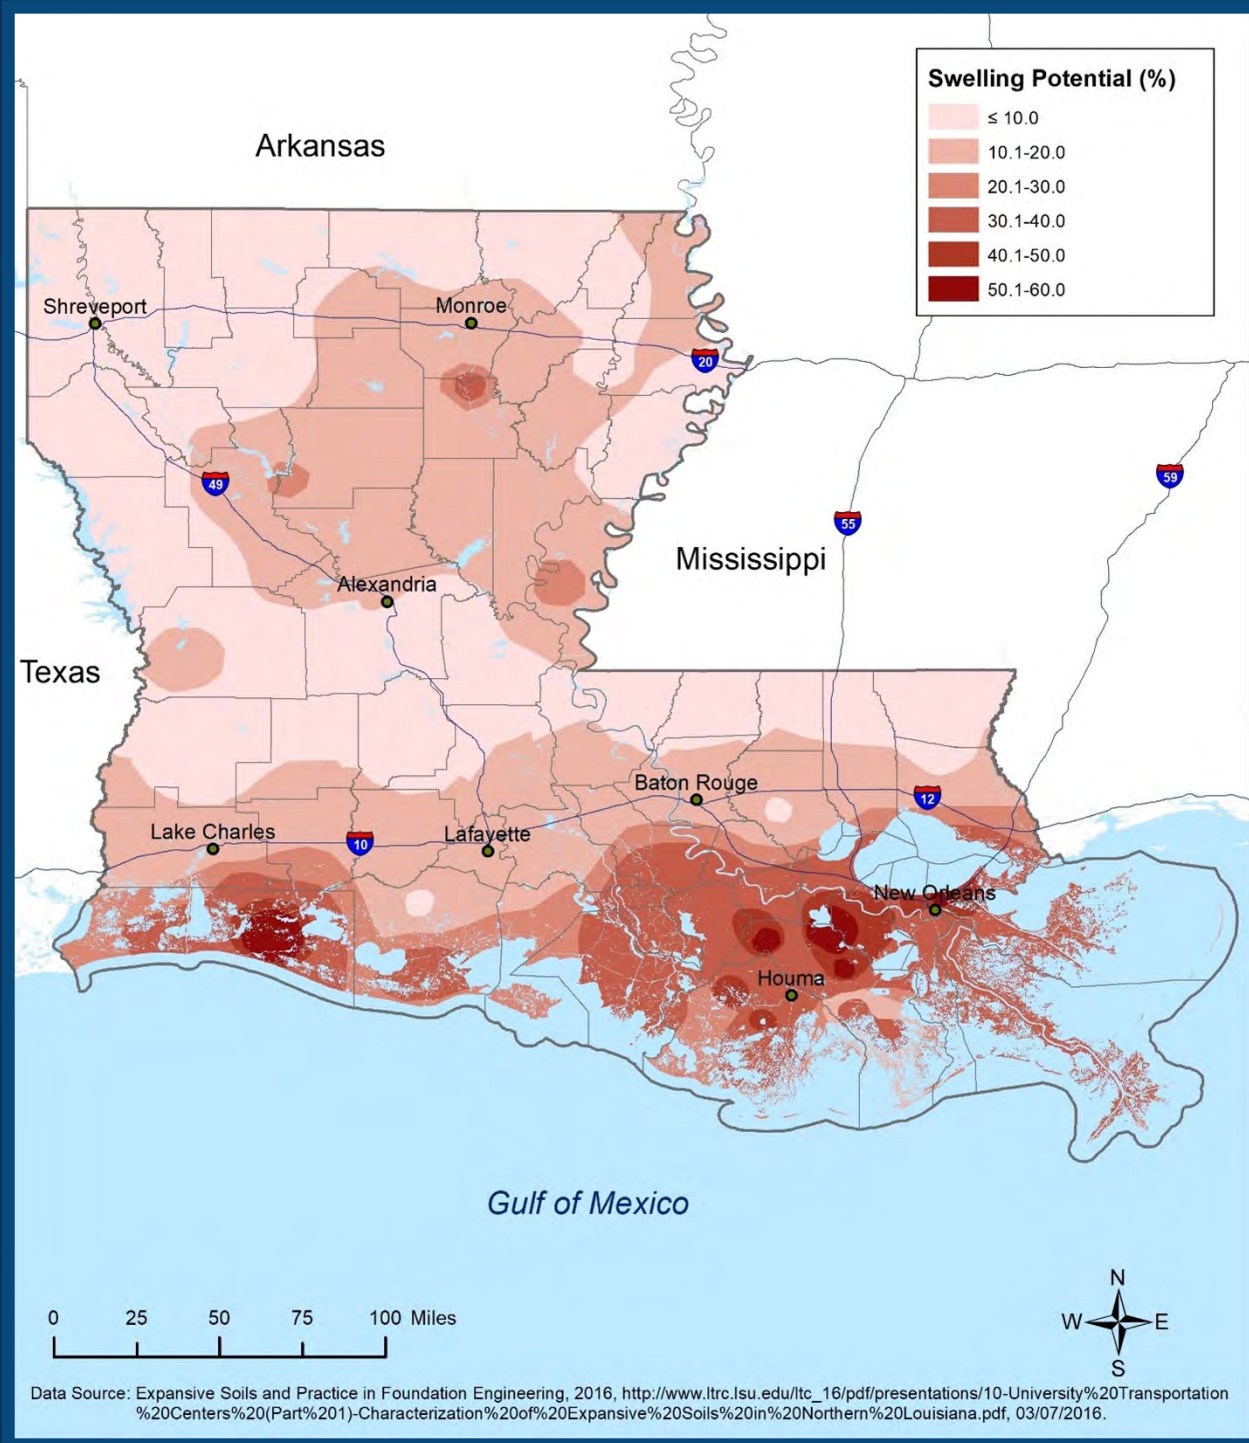 Swelling Potential (%)
≤ 10.0
10.1-20.0
20.1-30.0
30.1-40.0
40.1-50.0
50.1-60.0
Arkansas
Shreveport
Monroe
20
49
59
55
Mississippi
Alexandria
Texas
Baton Rouge
12
Lake Charles
10
Lafayette
New Orleans
Houma
Gulf of Mexico
0 25 50 75 100 Miles
N
W E
S
Data Source: Expansive Soils and Practice in Foundation Engineering, 2016, http://www.ltrc.lsu.edu/ltc_16/pdf/presentations/10-University%20Transportation
%20Centers%20(Part%201)-Characterization%20of%20Expansive%20Soils%20in%20Northern%20Louisiana.pdf, 03/07/2016.